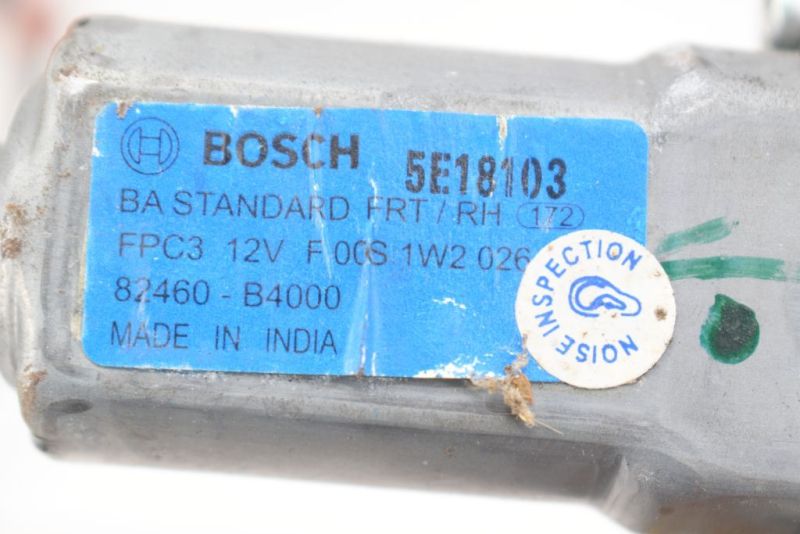 BOSCH 5E18103
BA STANDARD FRT / RH 172
FPC3 12V F 00S 1W2 026
82460 - B4000
MADE IN INDIA
NOISE INSPECTION